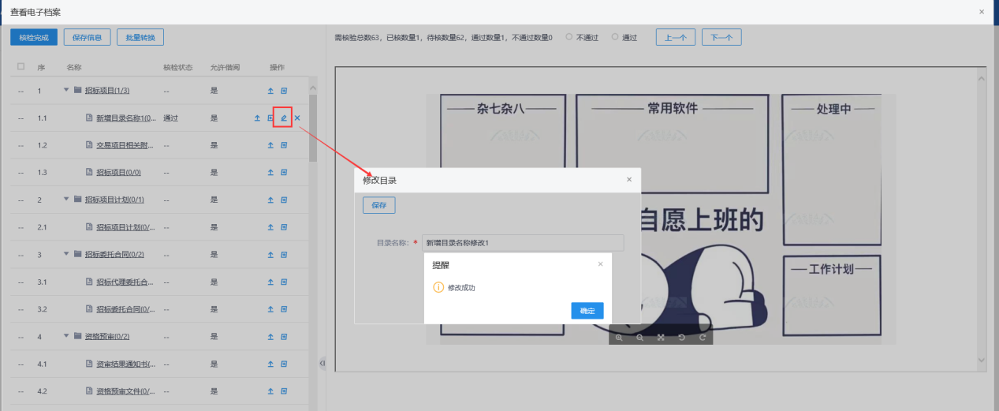 查看电子档案
×
核检完成 保存信息 批量转换
需核验总数63，已核数量1，待核数量62，通过数量1，不通过数量0 不通过 通过 上一个 下一个
序 名称 核检状态 允许借阅 操作
-- 1 招标项目(1/3) -- 是
-- 1.1 新增目录名称1(0... 通过 是
-- 1.2 交易项目相关附... -- 是
-- 1.3 招标项目(0/0) -- 是
-- 2 招标项目计划(0/1) -- 是
-- 2.1 招标项目计划(0/... -- 是
-- 3 招标委托合同(0/2) -- 是
-- 3.1 招标代理委托合... -- 是
-- 3.2 招标委托合同(0/... -- 是
-- 4 资格预审(0/2) -- 是
-- 4.1 资审结果通知书(... -- 是
-- 4.2 资格预审文件(0/... -- 是
杂七杂八 常用软件 处理中
自愿上班的
工作计划
修改目录 ×
保存
目录名称: * 新增目录名称修改1
提醒 ×
修改成功
确定